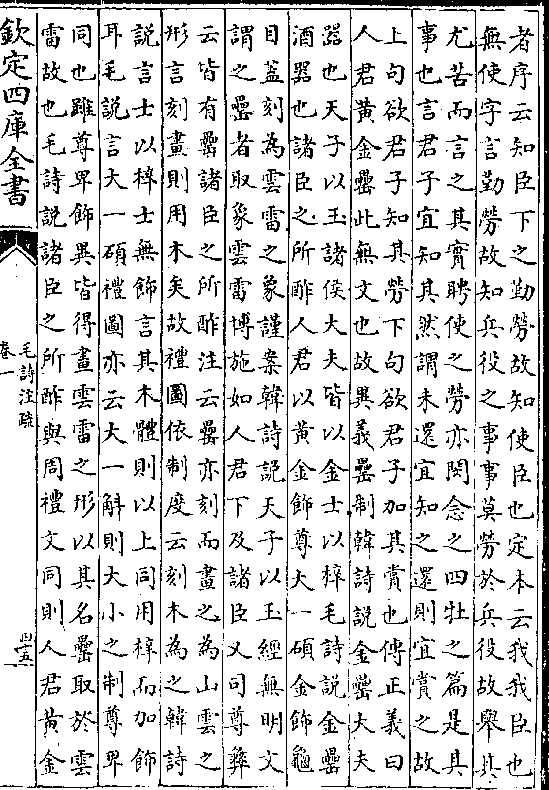 者序云知臣下之勤勞故知使臣也定本云我我臣也
無使字言勤勞故知兵役之事事莫勞於兵役故舉其
尤苦而言之其實聘使之勞亦閔念之四牡之篇是其
事也言君子宜知其然謂未還宜知之還則宜賞之故
上句欲君子知其勞下句欲君子加其賞也傳正義曰
人君黃金罍此無文也故異義罍制韓詩說金罍大夫
器也天子以玉諸侯大夫皆以金士以梓毛詩說金罍
酒器也諸臣之所酢人君以黃金飾尊大一碩金飾龜
目蓋刻為雲雷之象謹案韓詩說天子以玉經無明文
謂之罍者取象雲雷博施如人君下及諸臣又司尊彝
云皆有罍諸臣之所酢注云罍亦刻而畫之為山雲之
形言刻畫則用木矣故禮圖依制度云刻木為之韓詩
說言士以梓士無飾言其木體則以上同用梓而加飾
耳毛說言大一碩禮圖亦云大一斛則大小之制尊卑
同也雖尊卑飾異皆得畫雲雷之形以其名罍取於雲
雷故也毛詩說諸臣之所酢與周禮文同則人君黃金
欽定四庫全書
毛詩注疏
卷一
四十五